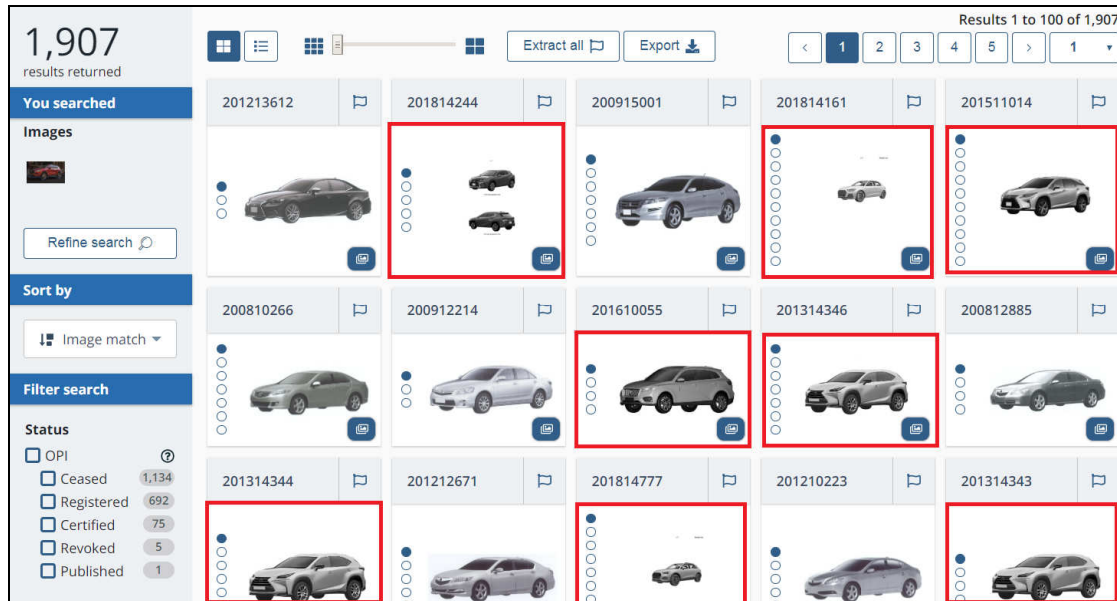 Results 1 to 100 of 1,907
1,907
results returned
Extract all
Export
1
2
3
4
5
1
You searched
Images
Refine search
Sort by
Image match
Filter search
Status
OPI
Ceased 1,134
Registered 692
Certified 75
Revoked 5
Published 1
201213612
201814244
200915001
201814161
201511014
200810266
200912214
201610055
201314346
200812885
201314344
201212671
201814777
201210223
201314343